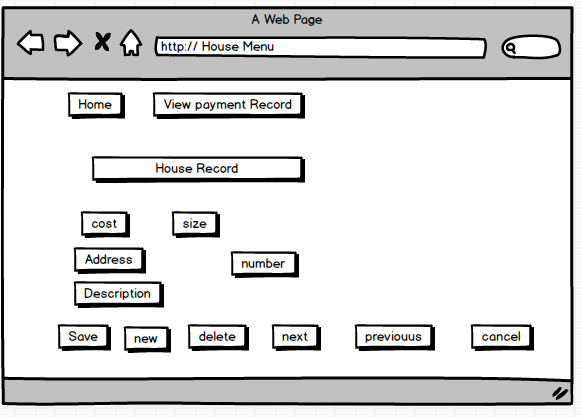 A Web Page
http:// House Menu
Home View payment Record
House Record
cost size
Address number
Description
Save new delete next previouus cancel